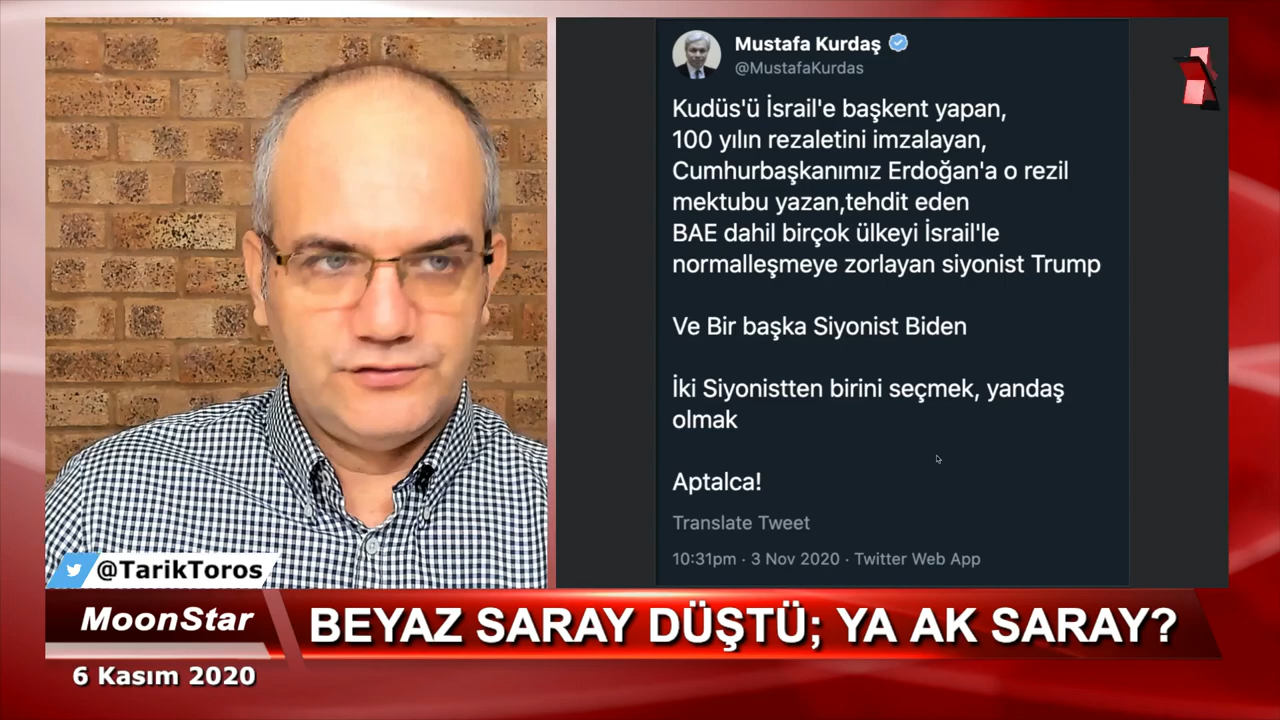 Mustafa Kurdaş
@MustafaKurdas
Kudüs'ü İsrail'e başkent yapan,
100 yılın rezaletini imzalayan,
Cumhurbaşkanımız Erdoğan'a o rezil
mektubu yazan,tehdit eden
BAE dahil birçok ülkeyi İsrail'le
normalleşmeye zorlayan siyonist Trump
Ve Bir başka Siyonist Biden
İki Siyonistten birini seçmek, yandaş
olmak
Aptalca!
Translate Tweet
10:31pm · 3 Nov 2020 · Twitter Web App
@TarikToros
MoonStar
BEYAZ SARAY DÜŞTÜ; YA AK SARAY?
6 Kasım 2020